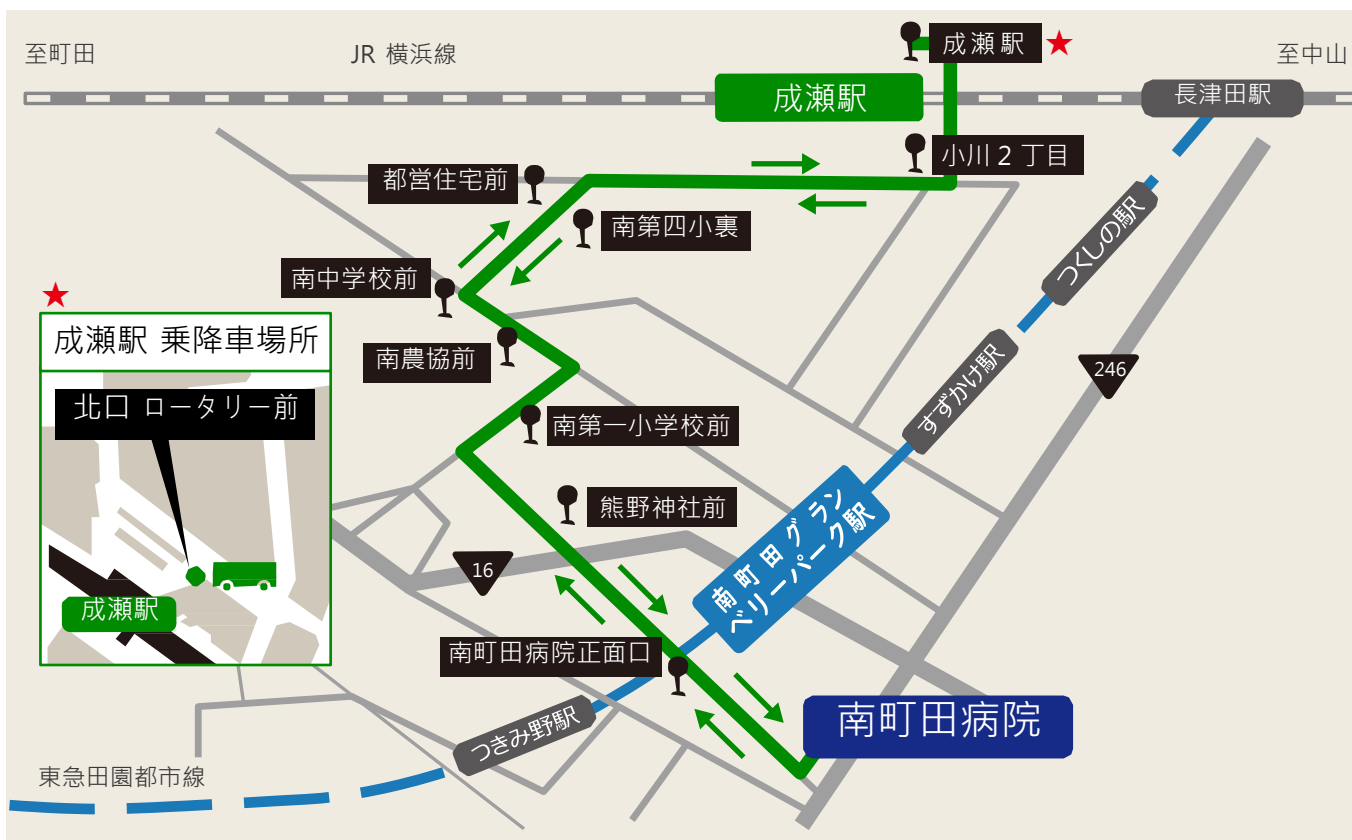 成瀬駅
至町田
JR 横浜線
至中山
成瀬駅
長津田駅
小川2丁目
都営住宅前
つくしの駅
南第四小裏
南中学校前
成瀬駅 乗降車場所
南農協前
すずかけ駅
246
北口 ロータリー前
南第一小学校前
熊野神社前
南町田グラン
ベリーパーク駅
16
成瀬駅
南町田病院正面口
南町田病院
つきみ野駅
東急田園都市線